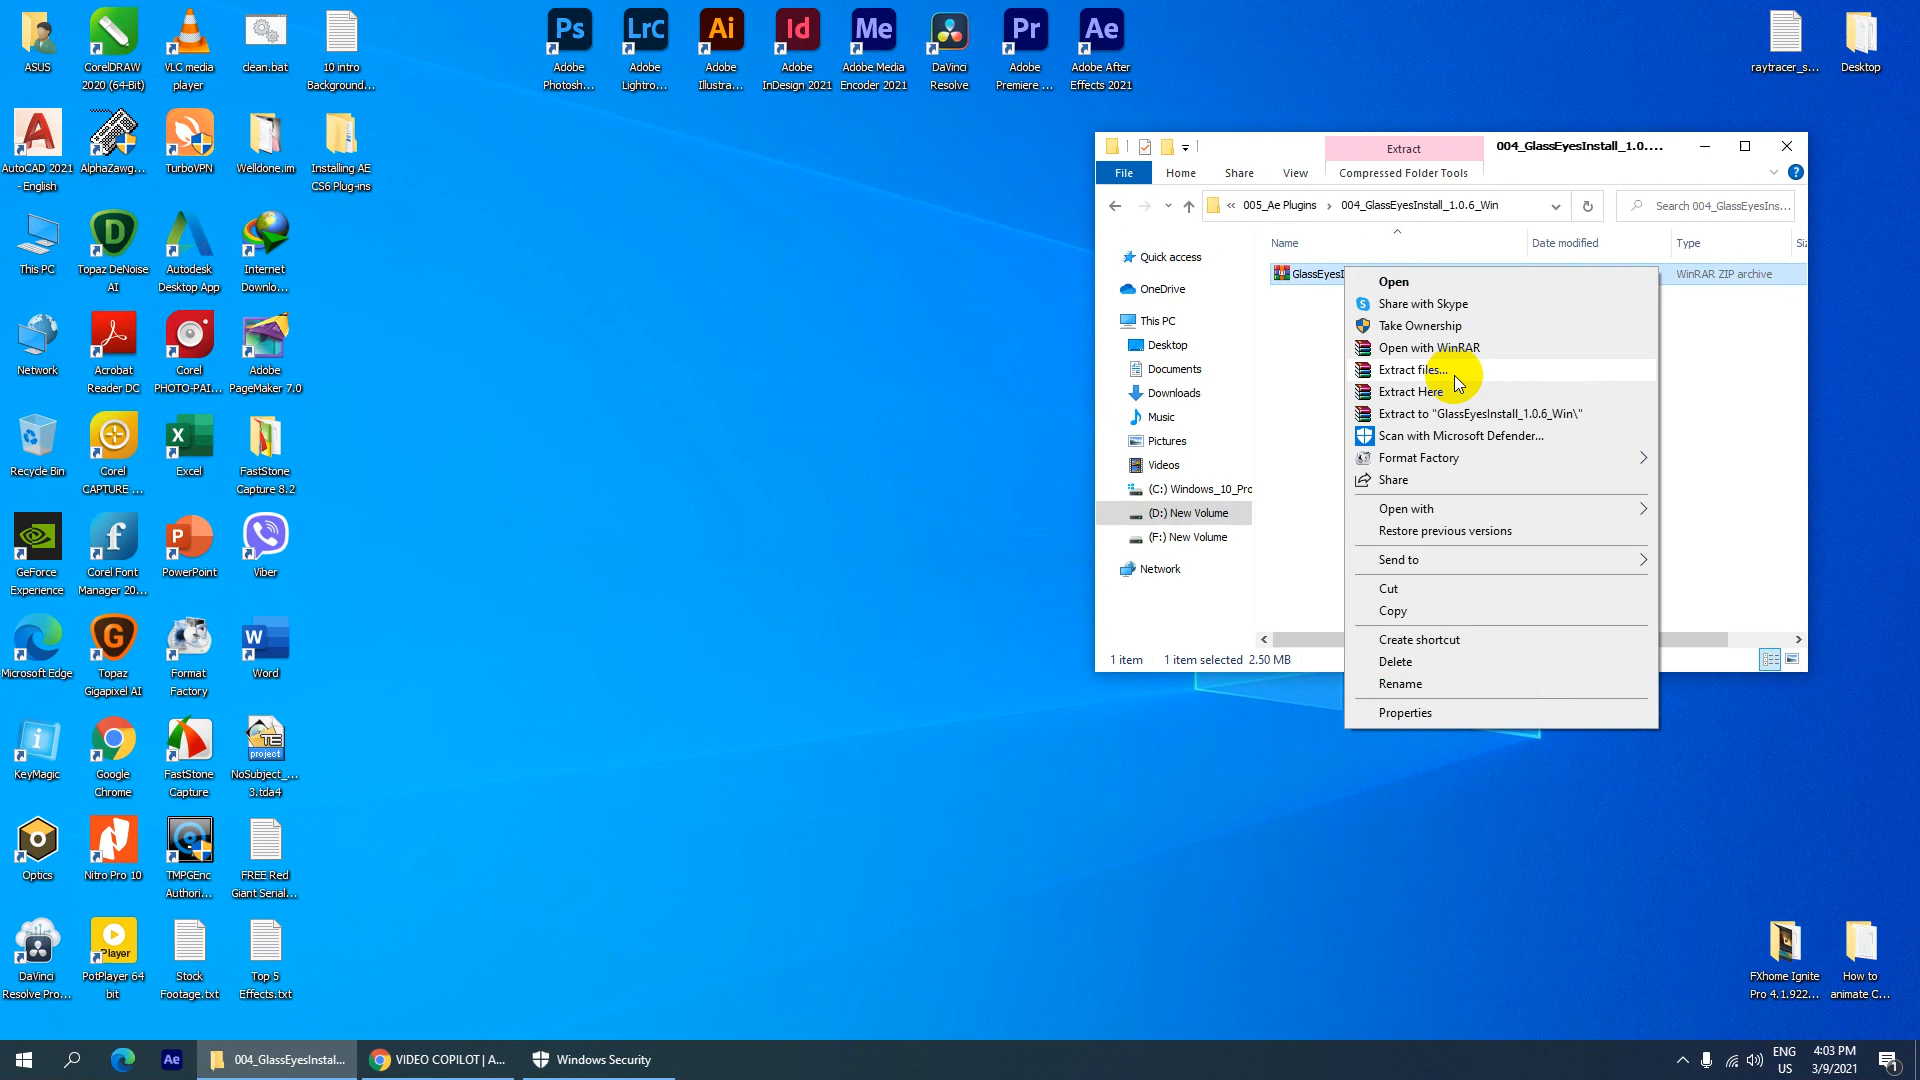 ASUS
CorelDRAW
2020 (64-Bit)
VLC media
player
clean.bat
10 intro
Background...
Ps
Adobe
Photosh...
LrC
Adobe
Lightro...
Ai
Adobe
Illustra...
Id
Adobe
InDesign 2021
Me
Adobe Media
Encoder 2021
DaVinci
Resolve
Pr
Adobe
Premiere ...
Ae
Adobe After
Effects 2021
raytracer_s...
Desktop
AutoCAD 2021
- English
AlphaZawg...
TurboVPN
Welldone.im
Installing AE
CS6 Plug-ins
This PC
Topaz DeNoise
AI
Autodesk
Desktop App
Internet
Downlo...
Network
Acrobat
Reader DC
Corel
PHOTO-PAI...
Adobe
PageMaker 7.0
Recycle Bin
Corel
CAPTURE ...
Excel
FastStone
Capture 8.2
GeForce
Experience
Corel Font
Manager 20...
PowerPoint
Viber
Microsoft Edge
Topaz
Gigapixel AI
Format
Factory
Word
KeyMagic
Google
Chrome
FastStone
Capture
project
NoSubject_...
3.tda4
Optics
Nitro Pro 10
TMPGEnc
Authori...
FREE Red
Giant Serial...
DaVinci
Resolve Pro...
Player
PotPlayer 64
bit
Stock
Footage.txt
Top 5
Effects.txt
FXhome Ignite
Pro 4.1.922...
How to
animate C...
Extract
004_GlassEyesInstall_1.0....
File
Home
Share
View
Compressed Folder Tools
« 005_Ae Plugins › 004_GlassEyesInstall_1.0.6_Win
Search 004_GlassEyesIns...
Name
Date modified
Type
Siz
Quick access
OneDrive
This PC
Desktop
Documents
Downloads
Music
Pictures
Videos
(C:) Windows_10_Pro
(D:) New Volume
(F:) New Volume
Network
GlassEyesI
WinRAR ZIP archive
Open
Share with Skype
Take Ownership
Open with WinRAR
Extract files...
Extract Here
Extract to "GlassEyesInstall_1.0.6_Win\"
Scan with Microsoft Defender...
Format Factory
Share
Open with
Restore previous versions
Send to
Cut
Copy
Create shortcut
Delete
Rename
Properties
1 item
1 item selected 2.50 MB
Ae
004_GlassEyesInstal...
VIDEO COPILOT | A...
Windows Security
ENG
US
4:03 PM
3/9/2021
1